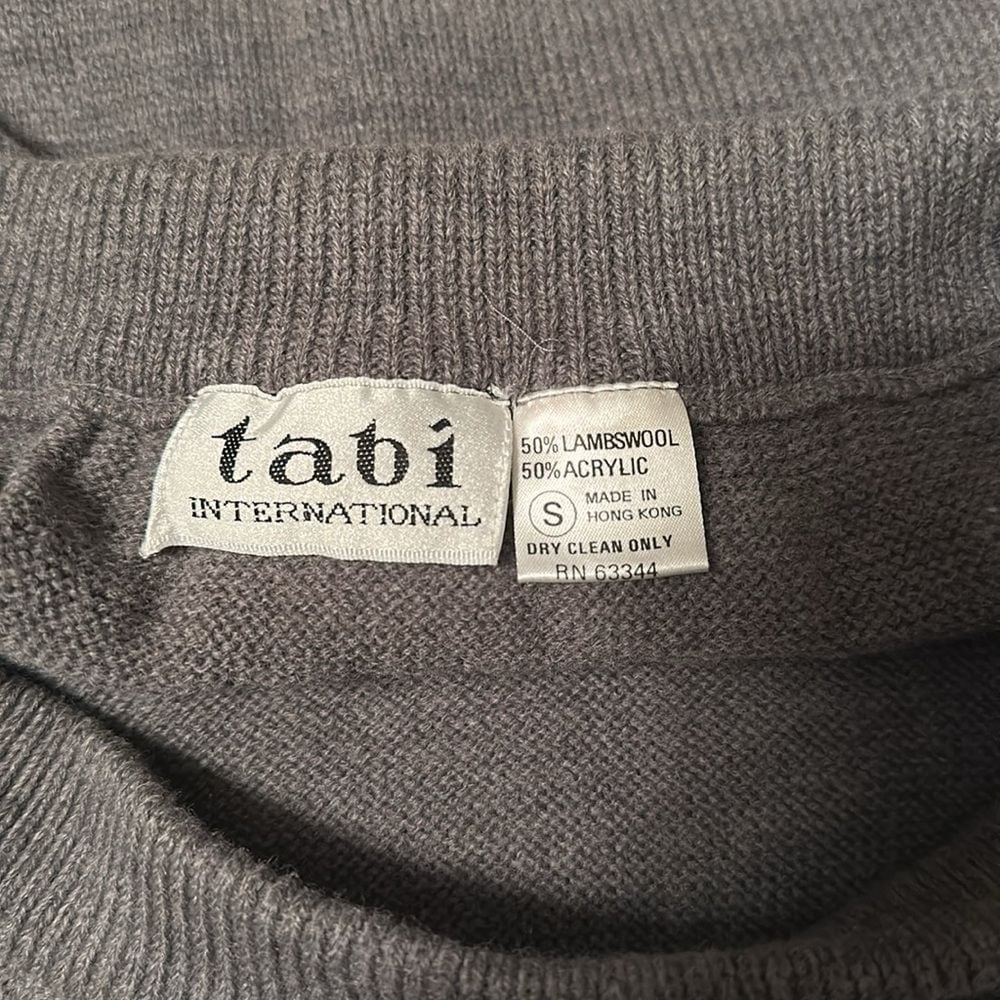 tabi
INTERNATIONAL
50% LAMBSWOOL
50% ACRYLIC
S MADE IN
HONG KONG
DRY CLEAN ONLY
RN 63344